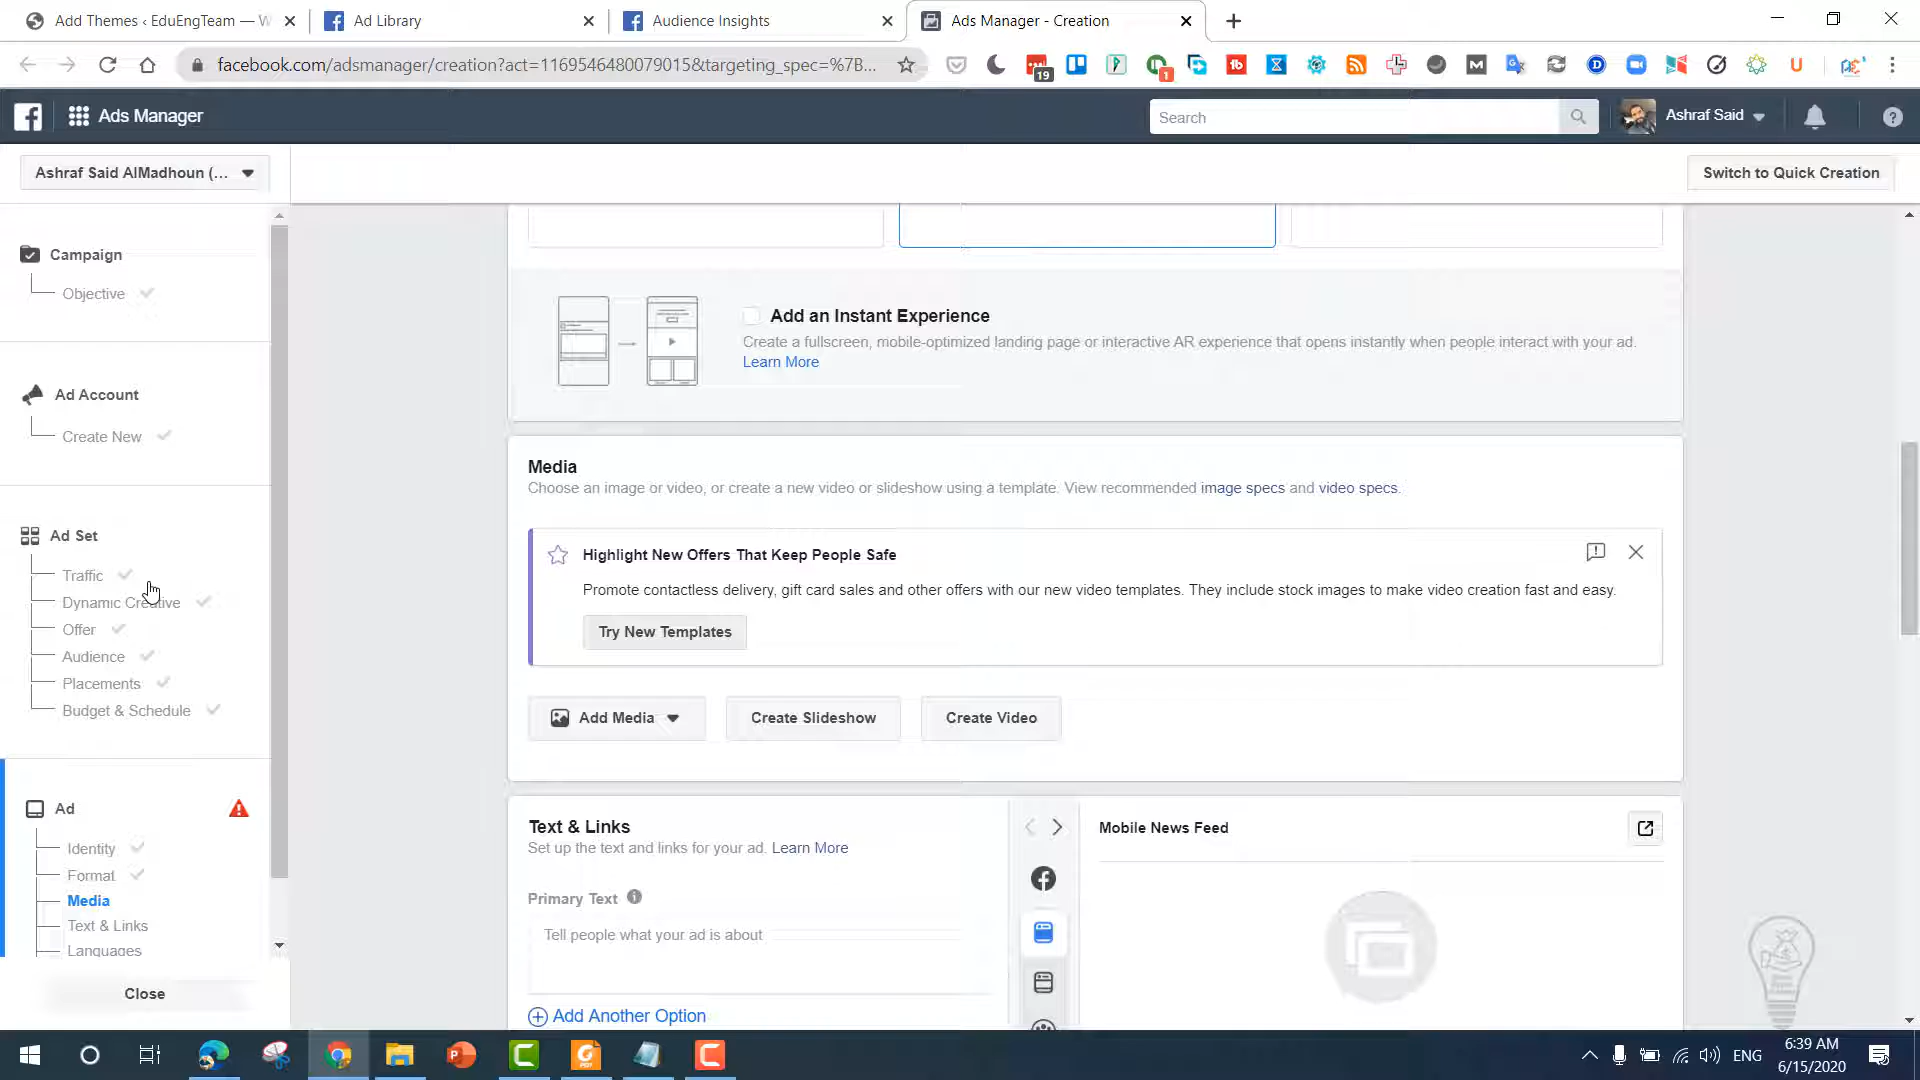 Add Themes ‹ EduEngTeam — W
Ad Library
Audience Insights
Ads Manager - Creation
facebook.com/adsmanager/creation?act=1169546480079015&targeting_spec=%7B...
19
1
Ads Manager
Search
Ashraf Said
Ashraf Said AlMadhoun (...
Switch to Quick Creation
Campaign
Objective
Ad Account
Create New
Ad Set
Traffic
Dynamic Creative
Offer
Audience
Placements
Budget & Schedule
Ad
Identity
Format
Media
Text & Links
Languages
Close
Add an Instant Experience
Create a fullscreen, mobile-optimized landing page or interactive AR experience that opens instantly when people interact with your ad.
Learn More
Media
Choose an image or video, or create a new video or slideshow using a template. View recommended image specs and video specs.
Highlight New Offers That Keep People Safe
Promote contactless delivery, gift card sales and other offers with our new video templates. They include stock images to make video creation fast and easy.
Try New Templates
Add Media
Create Slideshow
Create Video
Text & Links
Set up the text and links for your ad. Learn More
Primary Text
Tell people what your ad is about
Add Another Option
Mobile News Feed
ENG
6:39 AM
6/15/2020